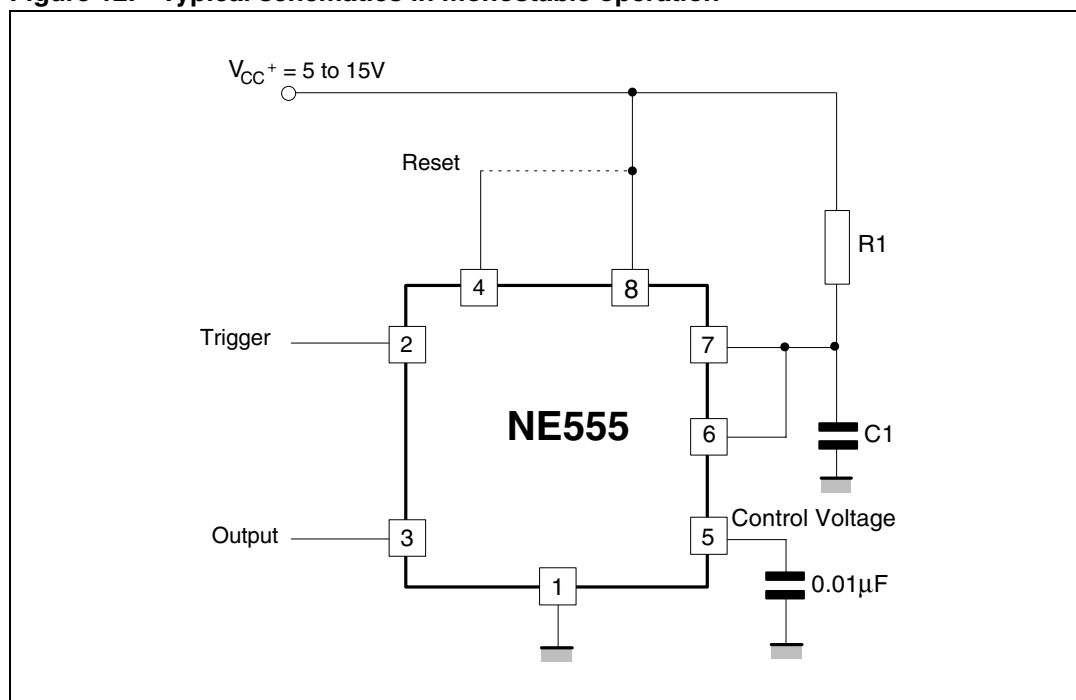 Figure 12. Typical schematics in monostable operation
VCC+ = 5 to 15V
Reset
R1
4
8
Trigger
2
7
NE555
6
C1
Control Voltage
Output
3
5
1
0.01μF